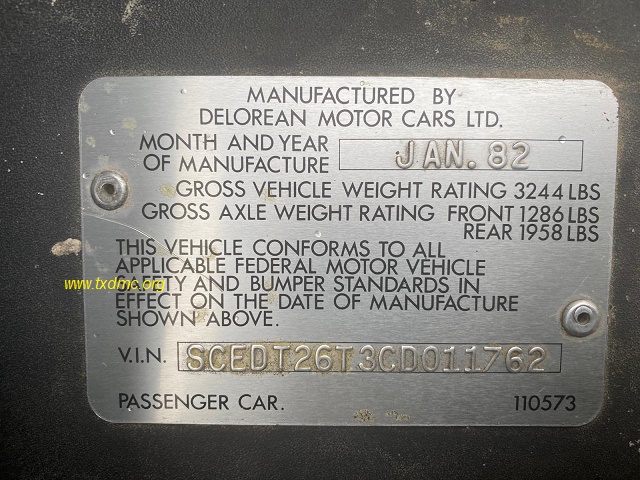 MANUFACTURED BY
DELOREAN MOTOR CARS LTD.
MONTH AND YEAR
OF MANUFACTURE JAN. 82
GROSS VEHICLE WEIGHT RATING 3244 LBS
GROSS AXLE WEIGHT RATING FRONT 1286 LBS
REAR 1958 LBS
THIS VEHICLE CONFORMS TO ALL
APPLICABLE FEDERAL MOTOR VEHICLE
SAFETY AND BUMPER STANDARDS IN
EFFECT ON THE DATE OF MANUFACTURE
SHOWN ABOVE.
www.txdmc.org
V.I.N. SCEDT26T3CD011762
PASSENGER CAR. 110573